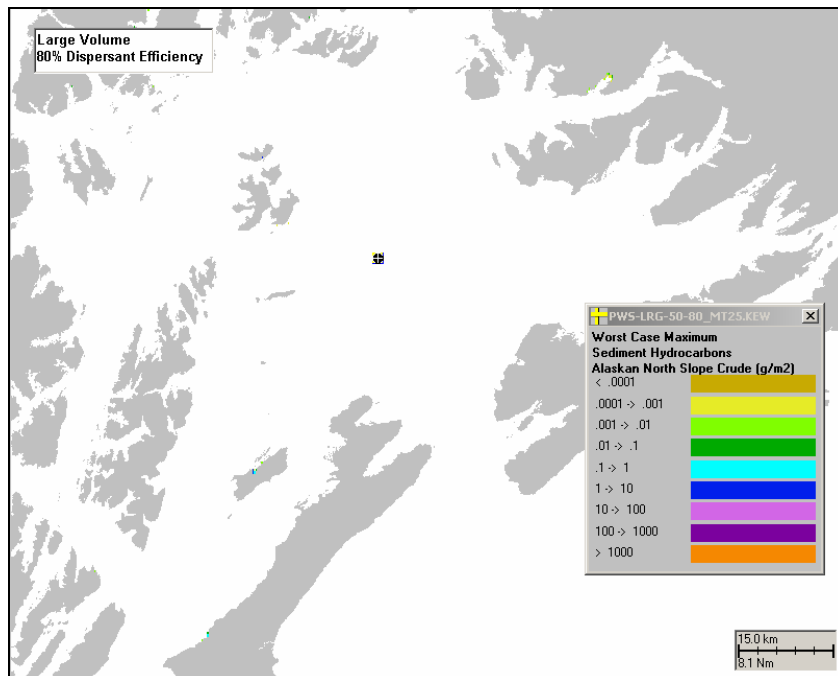 Large Volume
80% Dispersant Efficiency
PWS-LRG-50-80_MT25.KEW
Worst Case Maximum
Sediment Hydrocarbons
Alaskan North Slope Crude (g/m2)
< .0001
.0001 -> .001
.001 -> .01
.01 -> .1
.1 -> 1
1 -> 10
10 -> 100
100 -> 1000
> 1000
15.0 km
8.1 Nm